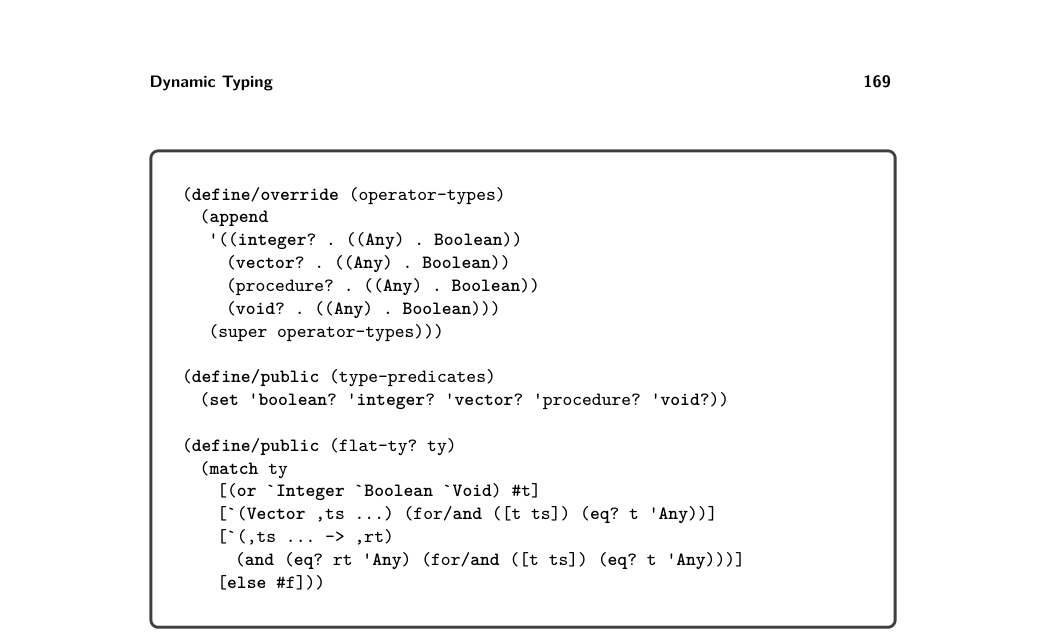 Dynamic Typing 169
(define/override (operator-types)
(append
'((integer? . ((Any) . Boolean))
(vector? . ((Any) . Boolean))
(procedure? . ((Any) . Boolean))
(void? . ((Any) . Boolean)))
(super operator-types)))
(define/public (type-predicates)
(set 'boolean? 'integer? 'vector? 'procedure? 'void?))
(define/public (flat-ty? ty)
(match ty
[(or `Integer `Boolean `Void) #t]
[`(Vector ,ts ...) (for/and ([t ts]) (eq? t 'Any))]
[`(,ts ... -> ,rt)
(and (eq? rt 'Any) (for/and ([t ts]) (eq? t 'Any)))]
[else #f]))